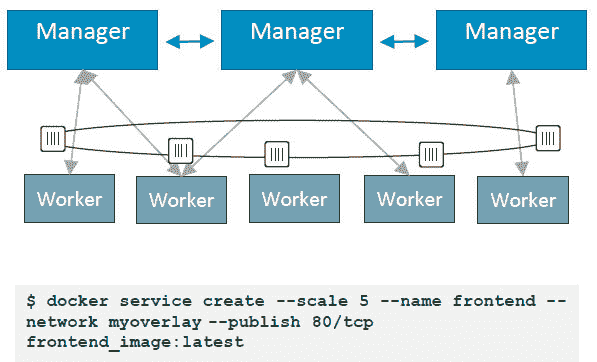 Manager Manager Manager
Worker Worker Worker Worker Worker
$ docker service create --scale 5 --name frontend --
network myoverlay --publish 80/tcp
frontend_image:latest